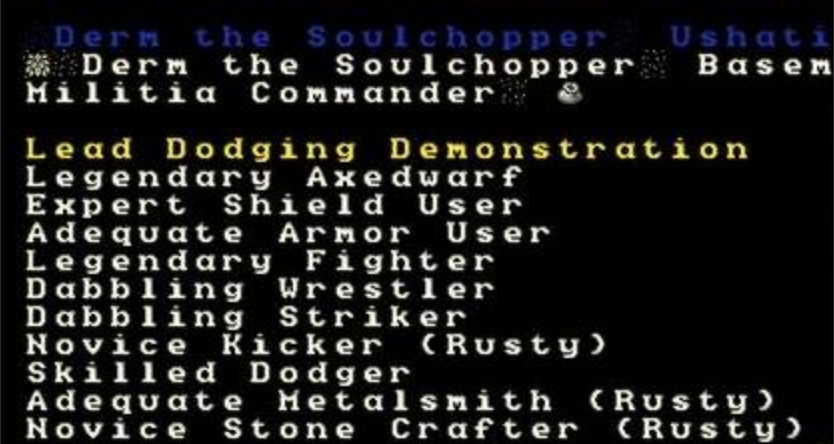 Derm the Soulchopper Ushati
Derm the Soulchopper Basem
Militia Commander
Lead Dodging Demonstration
Legendary Axedwarf
Expert Shield User
Adequate Armor User
Legendary Fighter
Dabbling Wrestler
Dabbling Striker
Novice Kicker (Rusty)
Skilled Dodger
Adequate Metalsmith (Rusty)
Novice Stone Crafter (Rusty)